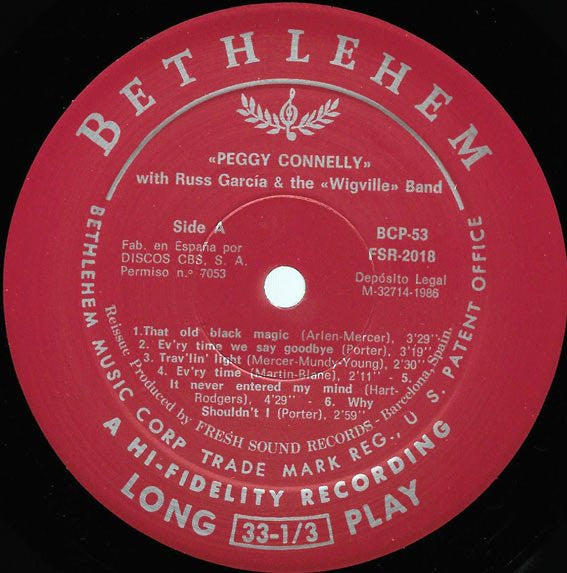 BETHLEHEM
«PEGGY CONNELLY»
with Russ García & the «Wigville» Band
Side A
Fab. en España por
DISCOS CBS, S. A.
Permiso n.º 7053
BCP-53
FSR-2018
Depósito Legal
M-32714-1986
1.That old black magic (Arlen-Mercer), 3'29'' -
2. Ev'ry time we say goodbye (Porter), 3'19'' -
3. Trav'lin' light (Mercer-Mundy-Young), 2'30'' -
4. Ev'ry time (Martin-Blane), 2'11'' - 5.
It never entered my mind (Hart-
Rodgers), 4'29'' - 6. Why
Shouldn't I (Porter), 2'59''
Reissue Produced by FRESH SOUND RECORDS - Barcelona, Spain.
BETHLEHEM MUSIC CORP TRADE MARK REG., U S. PATENT OFFICE
A HI-FIDELITY RECORDING
LONG 33-1/3 PLAY